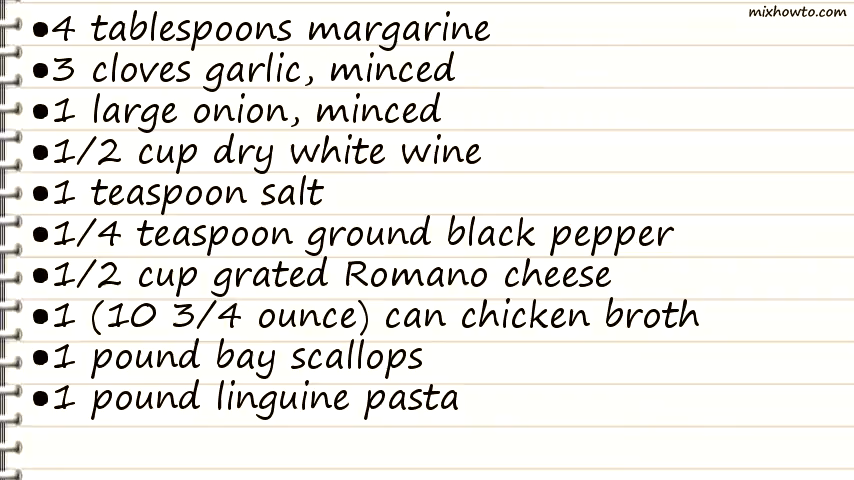 mixhowto.com
•4 tablespoons margarine
•3 cloves garlic, minced
•1 large onion, minced
•1/2 cup dry white wine
•1 teaspoon salt
•1/4 teaspoon ground black pepper
•1/2 cup grated Romano cheese
•1 (10 3/4 ounce) can chicken broth
•1 pound bay scallops
•1 pound linguine pasta